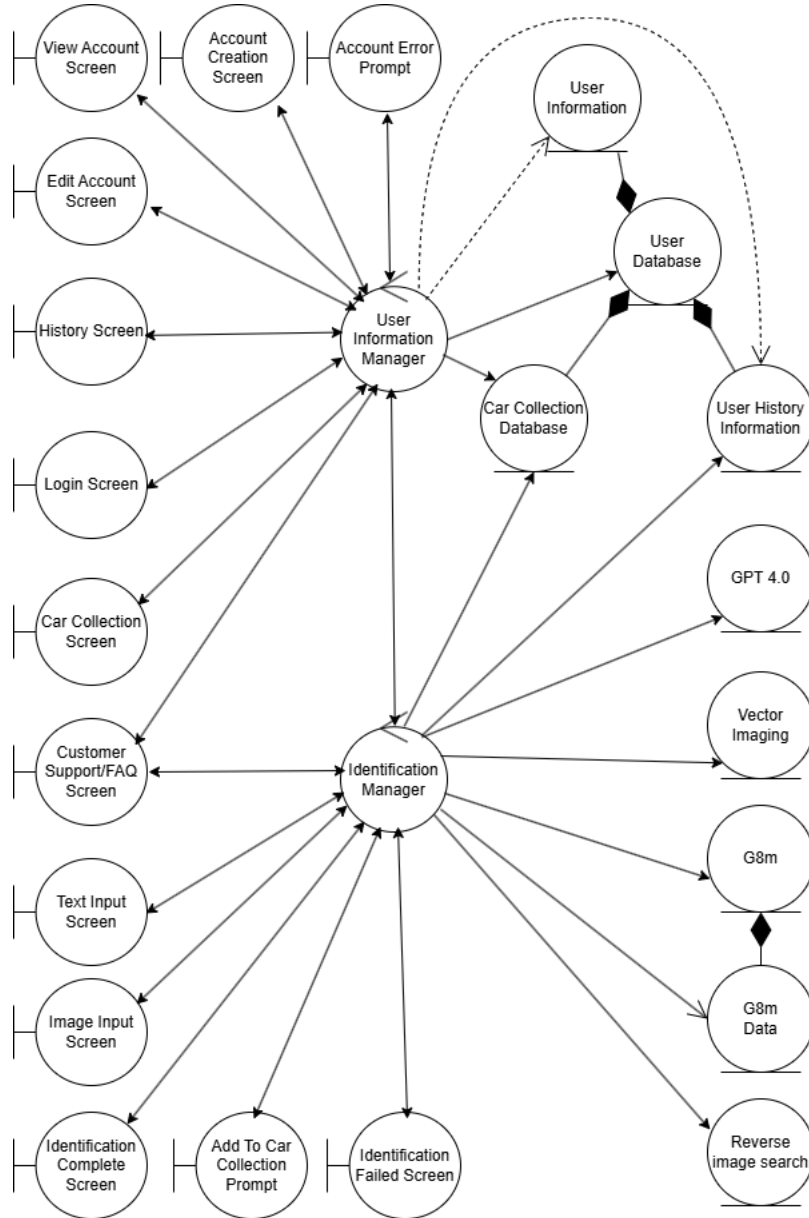 View Account
Screen
Account
Creation
Screen
Account Error
Prompt
User
Information
Edit Account
Screen
User
Database
History Screen
User
Information
Manager
Car Collection
Database
User History
Information
Login Screen
GPT 4.0
Car Collection
Screen
Vector
Imaging
Customer
Support/FAQ
Screen
Identification
Manager
G8m
Text Input
Screen
Image Input
Screen
G8m
Data
Identification
Complete
Screen
Add To Car
Collection
Prompt
Identification
Failed Screen
Reverse
image search